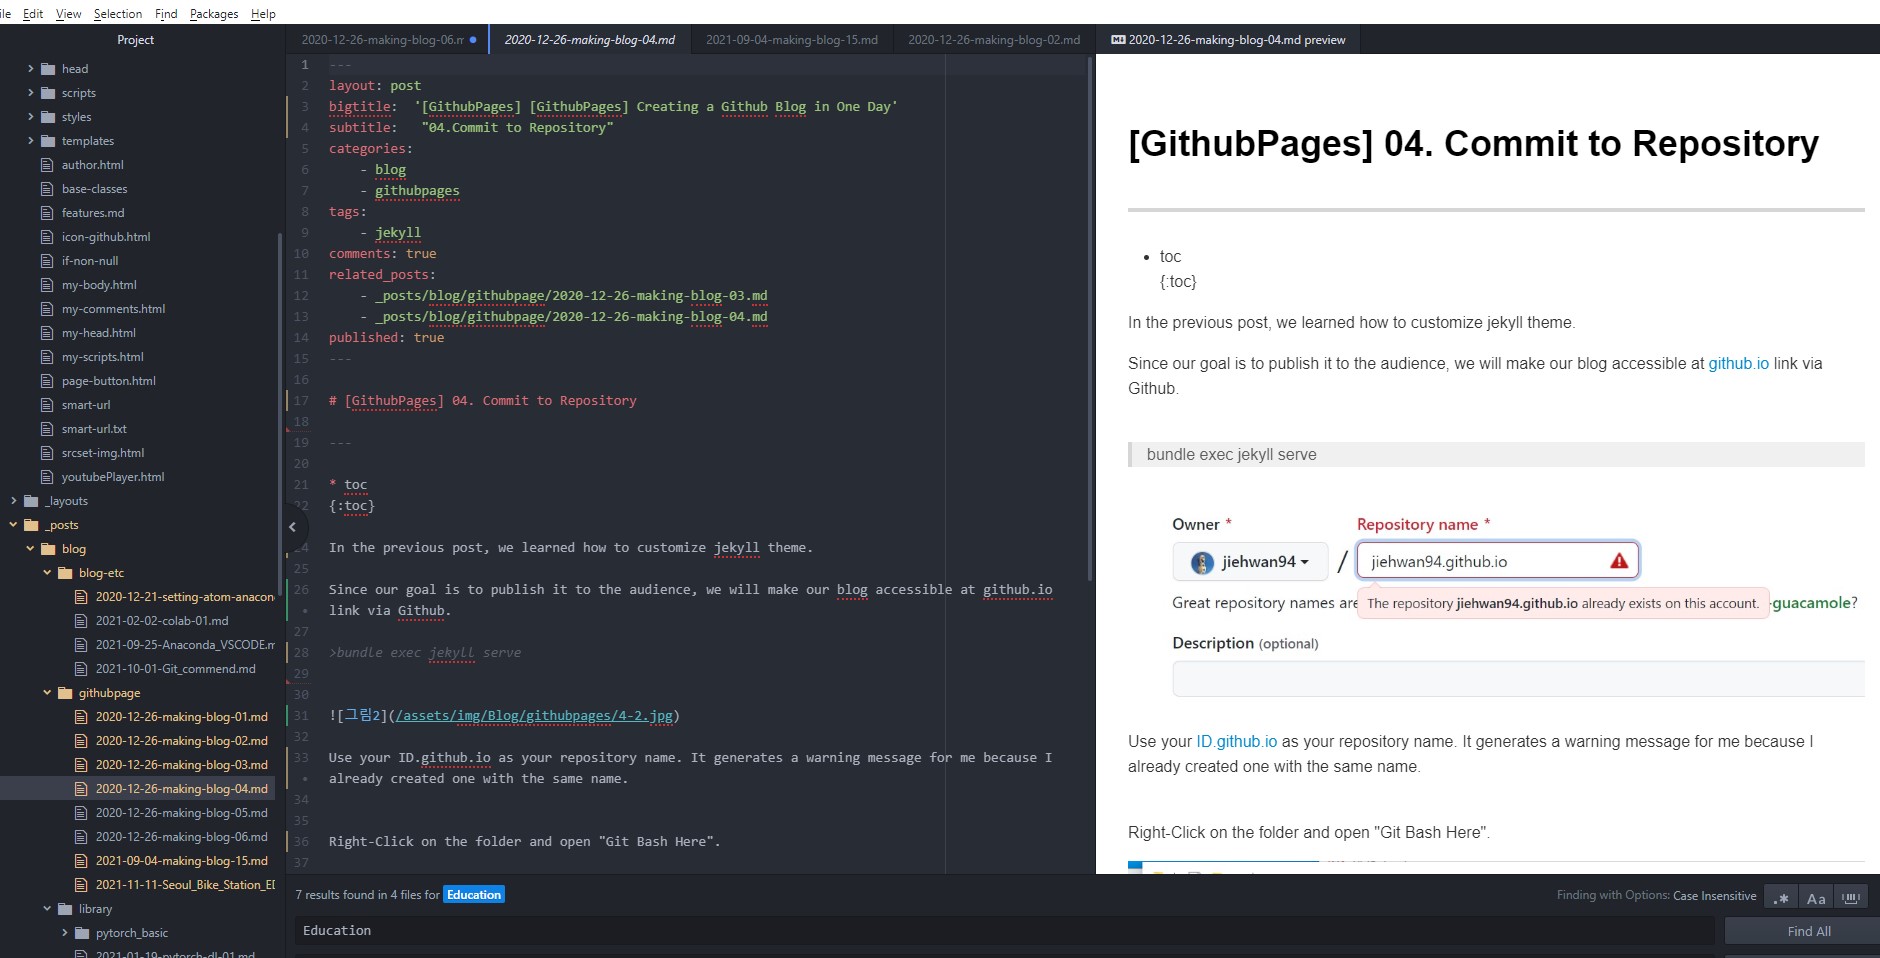 ile Edit View Selection Find Packages Help
Project
head
scripts
styles
templates
author.html
base-classes
features.md
icon-github.html
if-non-null
my-body.html
my-comments.html
my-head.html
my-scripts.html
page-button.html
smart-url
smart-url.txt
srcset-img.html
youtubePlayer.html
_layouts
_posts
blog
blog-etc
2020-12-21-setting-atom-anacon
2021-02-02-colab-01.md
2021-09-25-Anaconda_VSCODE.m
2021-10-01-Git_commend.md
githubpage
2020-12-26-making-blog-01.md
2020-12-26-making-blog-02.md
2020-12-26-making-blog-03.md
2020-12-26-making-blog-04.md
2020-12-26-making-blog-05.md
2020-12-26-making-blog-06.md
2021-09-04-making-blog-15.md
2021-11-11-Seoul_Bike_Station_ED
library
pytorch_basic
2021-01-19-pytorch-dl-01.md
2020-12-26-making-blog-06.m 2020-12-26-making-blog-04.md 2021-09-04-making-blog-15.md 2020-12-26-making-blog-02.md
1 ---
2 layout: post
3 bigtitle: '[GithubPages] [GithubPages] Creating a Github Blog in One Day'
4 subtitle: "04.Commit to Repository"
5 categories:
6 - blog
7 - githubpages
8 tags:
9 - jekyll
10 comments: true
11 related_posts:
12 - _posts/blog/githubpage/2020-12-26-making-blog-03.md
13 - _posts/blog/githubpage/2020-12-26-making-blog-04.md
14 published: true
15 ---
16
17 # [GithubPages] 04. Commit to Repository
18
19 ---
20
21 * toc
22 {:toc}
24 In the previous post, we learned how to customize jekyll theme.
25
26 Since our goal is to publish it to the audience, we will make our blog accessible at github.io
• link via Github.
27
28 >bundle exec jekyll serve
29
30
31 ![그림2](/assets/img/Blog/githubpages/4-2.jpg)
32
33 Use your ID.github.io as your repository name. It generates a warning message for me because I
• already created one with the same name.
34
35
36 Right-Click on the folder and open "Git Bash Here".
37
2020-12-26-making-blog-04.md preview
[GithubPages] 04. Commit to Repository
• toc
{:toc}
In the previous post, we learned how to customize jekyll theme.
Since our goal is to publish it to the audience, we will make our blog accessible at github.io link via
Github.
bundle exec jekyll serve
Owner * Repository name *
jiehwan94 / jiehwan94.github.io
Great repository names are The repository jiehwan94.github.io already exists on this account. -guacamole?
Description (optional)
Use your ID.github.io as your repository name. It generates a warning message for me because I
already created one with the same name.
Right-Click on the folder and open "Git Bash Here".
7 results found in 4 files for Education
Finding with Options: Case Insensitive .* Aa
Education
Find All